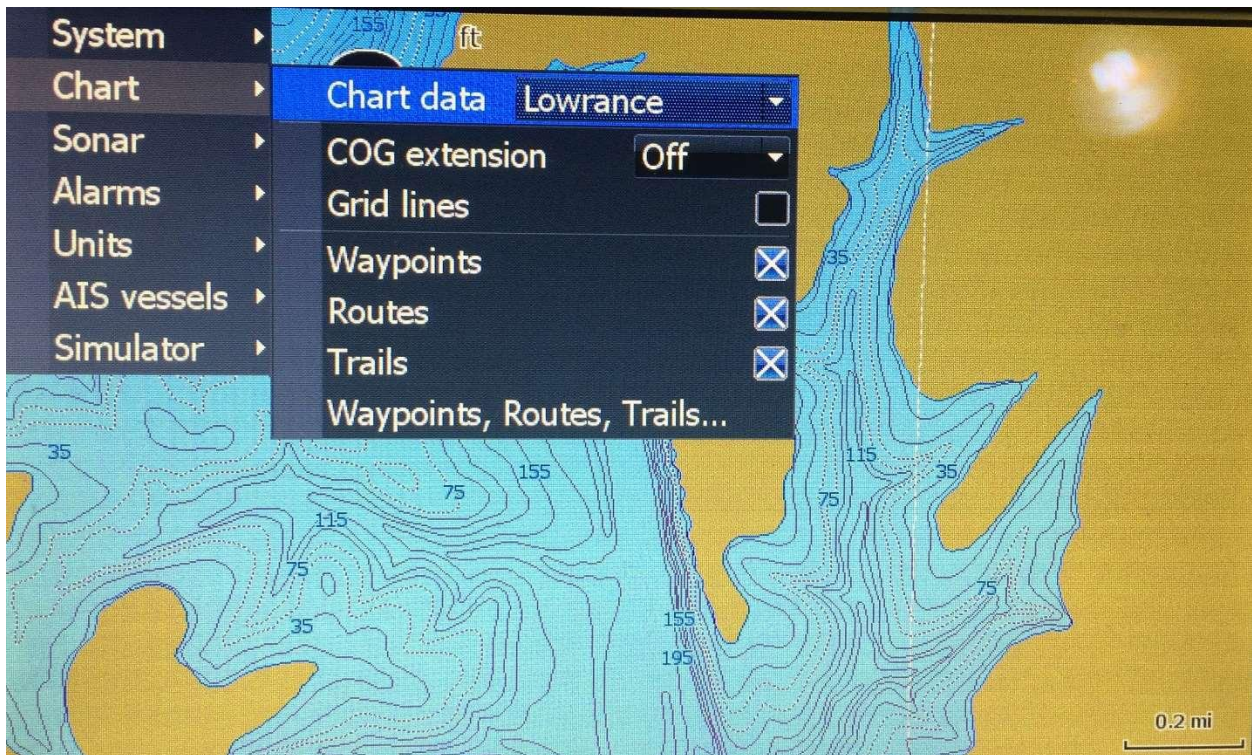 System
Chart
Sonar
Alarms
Units
AIS vessels
Simulator
155
ft
Chart data Lowrance
COG extension Off
Grid lines
Waypoints
Routes
Trails
Waypoints, Routes, Trails...
35
35
155
75
115
75
35
115
35
75
75
155
195
0.2 mi